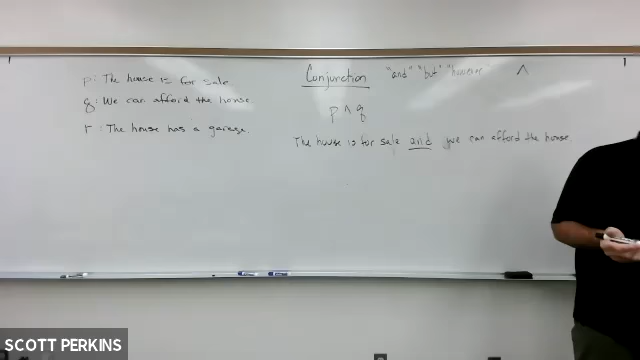 p: The house is for sale
q: We can afford the house
r: The house has a garage.
Conjunction "and" "but" "however" ∧
p ∧ q
The house is for sale and we can afford the house.
SCOTT PERKINS